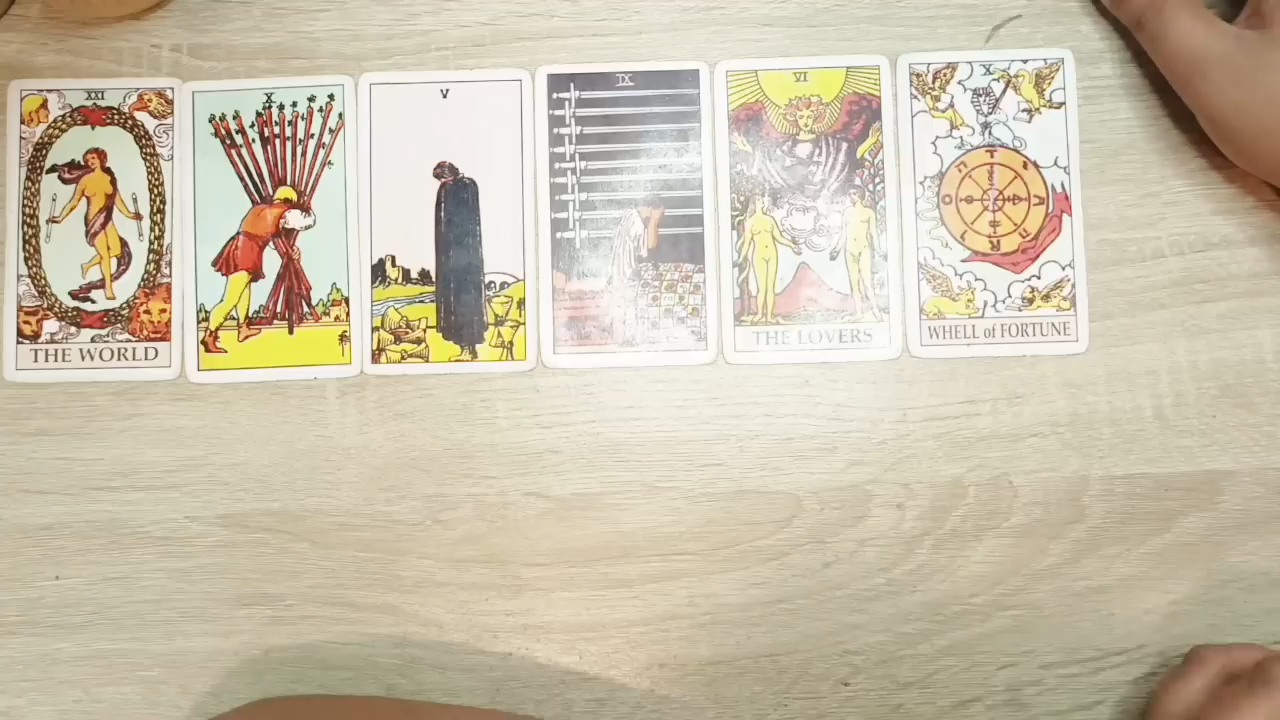 XXI
THE WORLD
X
V
IX
VI
THE LOVERS
X
WHELL of FORTUNE